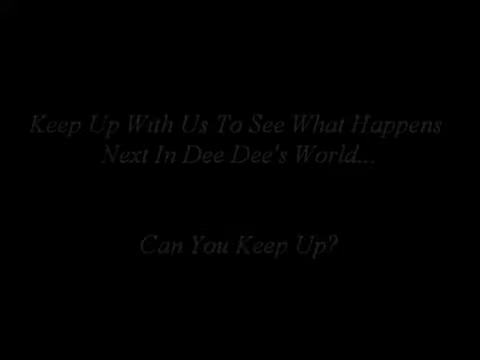 Keep Up With Us To See What Happens
Next In Dee Dee's World...
Can You Keep Up?